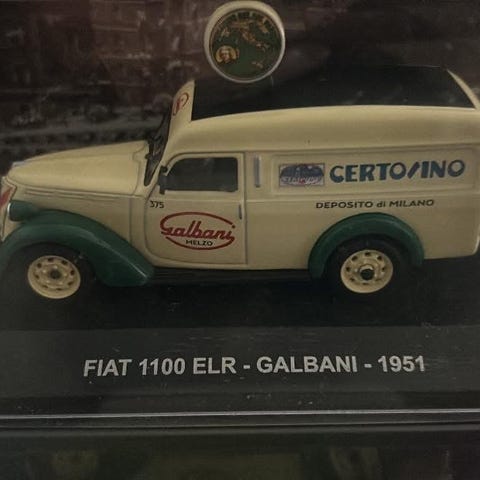 CERTOSINO
DEPOSITO di MILANO
375
Galbani
MELZO
FIAT 1100 ELR - GALBANI - 1951